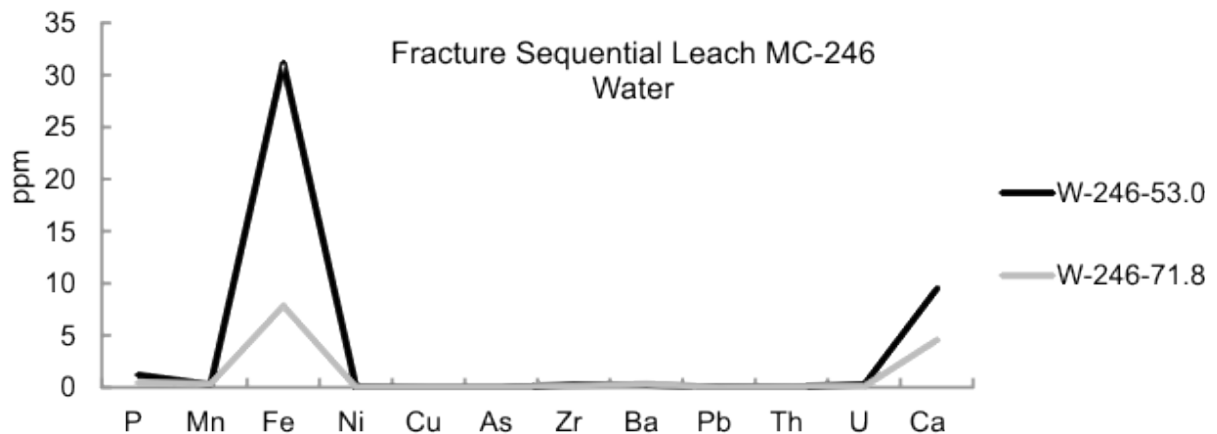 Fracture Sequential Leach MC-246
Water
ppm
35
30
25
20
15
10
5
0
P Mn Fe Ni Cu As Zr Ba Pb Th U Ca
W-246-53.0
W-246-71.8